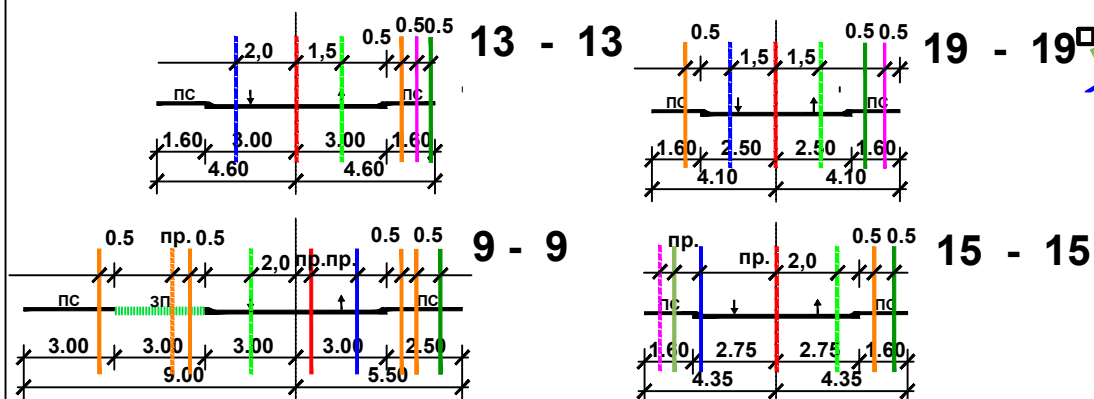 0.5 0.5 0.5
2,0 1,5
13 - 13
ПС ПС
1.60 3.00 3.00 1.60
4.60 4.60
0.5 0.5 0.5
1,5 1,5
19 - 19
ПС ПС
1.60 2.50 2.50 1.60
4.10 4.10
0.5 пр. 0.5 0.5 0.5
2,0 пр. пр.
9 - 9
ПС ЗП ПС
3.00 3.00 3.00 3.00 2.50
9.00 5.50
пр. 0.5 0.5
пр. 2,0
15 - 15
ПС ПС
1.60 2.75 2.75 1.60
4.35 4.35